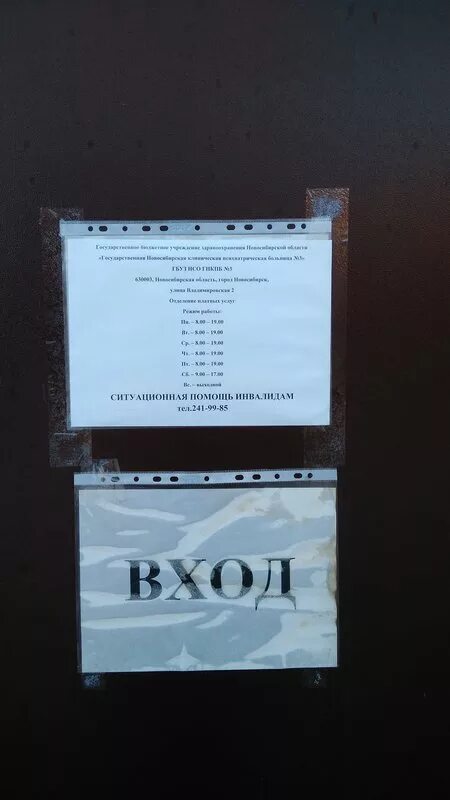 Государственное бюджетное учреждение здравоохранения Новосибирской области
«Государственная Новосибирская клиническая психиатрическая больница №3»
ГБУЗ НСО ГНКПБ №3
630003, Новосибирская область, город Новосибирск,
улица Владимировская 2
Отделение платных услуг
Режим работы:
Пн. – 8.00 – 19.00
Вт. – 8.00 – 19.00
Ср. – 8.00 – 19.00
Чт. – 8.00 – 19.00
Пт. – 8.00 – 19.00
Сб. – 9.00 – 17.00
Вс. – выходной
СИТУАЦИОННАЯ ПОМОЩЬ ИНВАЛИДАМ
тел.241-99-85
ВХОД